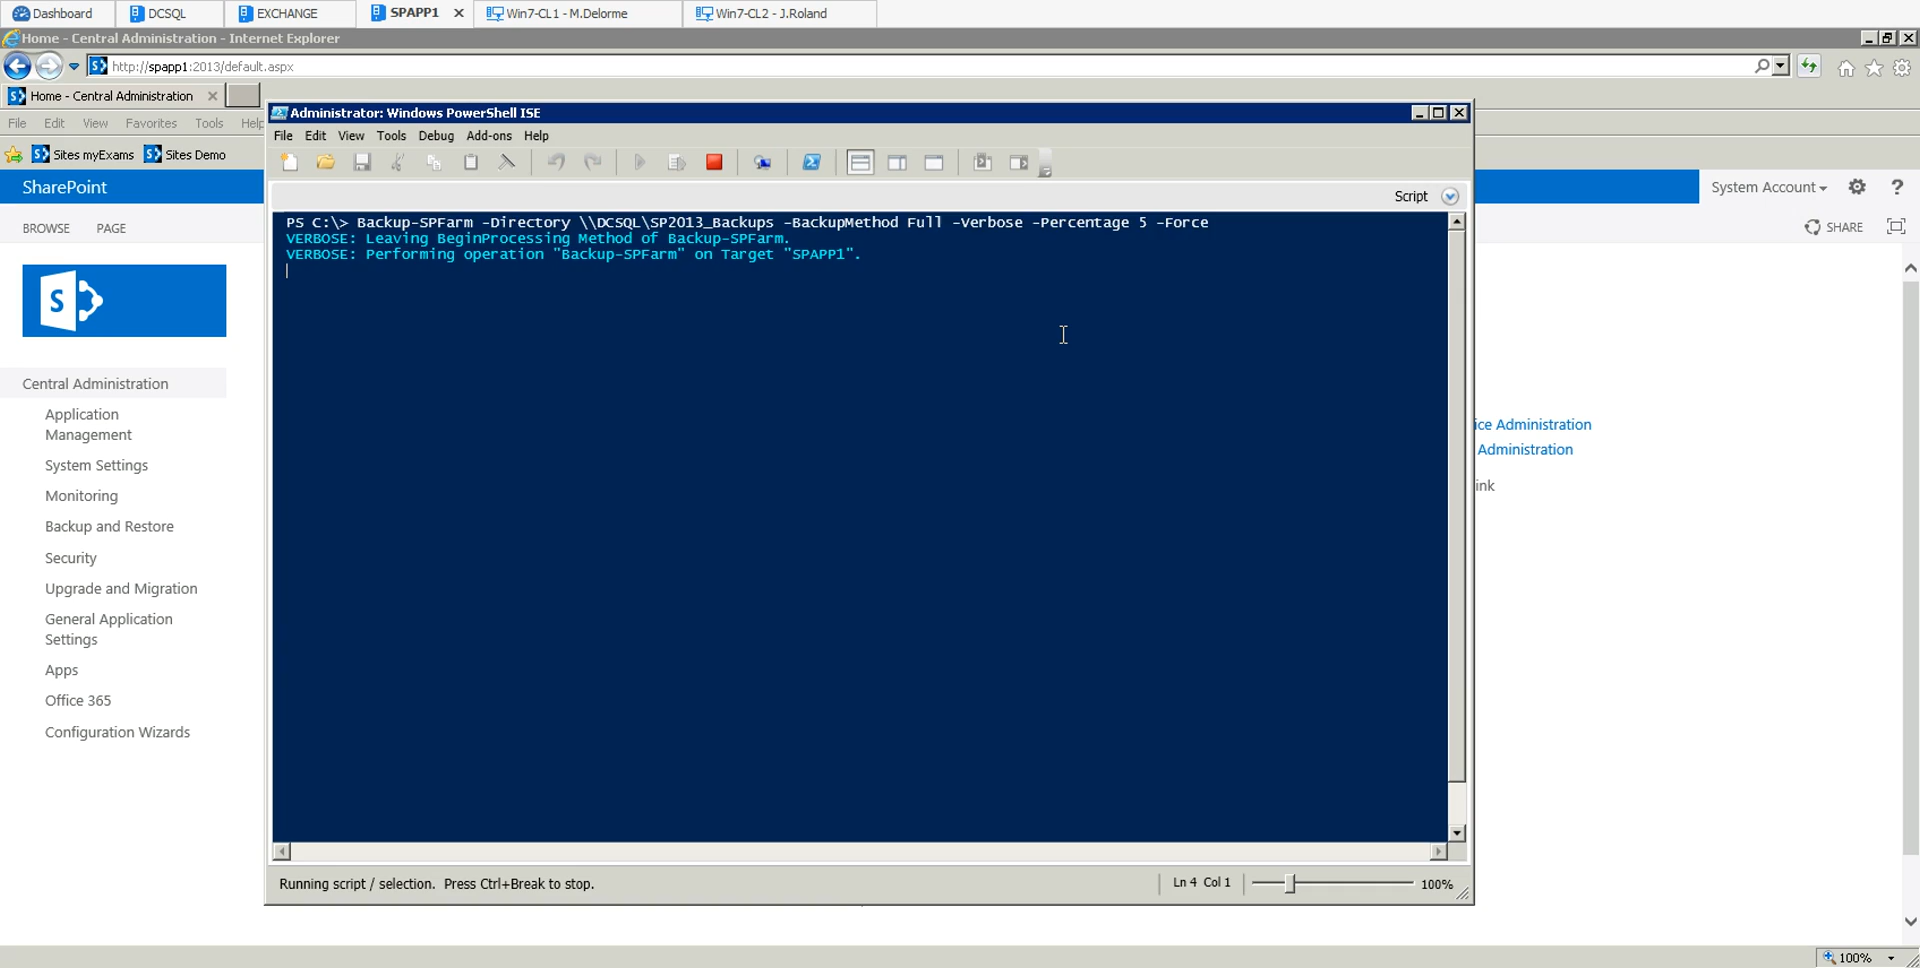 Dashboard
DCSQL
EXCHANGE
SPAPP1
Win7-CL1 - M.Delorme
Win7-CL2 - J.Roland
Home - Central Administration - Internet Explorer
http://spapp1:2013/default.aspx
Home - Central Administration
File Edit View Favorites Tools Help
Sites myExams
Sites Demo
SharePoint
System Account
BROWSE PAGE
SHARE
Central Administration
Application
Management
System Settings
Monitoring
Backup and Restore
Security
Upgrade and Migration
General Application
Settings
Apps
Office 365
Configuration Wizards
Administrator: Windows PowerShell ISE
File Edit View Tools Debug Add-ons Help
Script
PS C:\> Backup-SPFarm -Directory \\DCSQL\SP2013_Backups -BackupMethod Full -Verbose -Percentage 5 -Force
VERBOSE: Leaving BeginProcessing Method of Backup-SPFarm.
VERBOSE: Performing operation "Backup-SPFarm" on Target "SPAPP1".
Running script / selection. Press Ctrl+Break to stop.
Ln 4 Col 1
100%
ice Administration
Administration
ink
100%